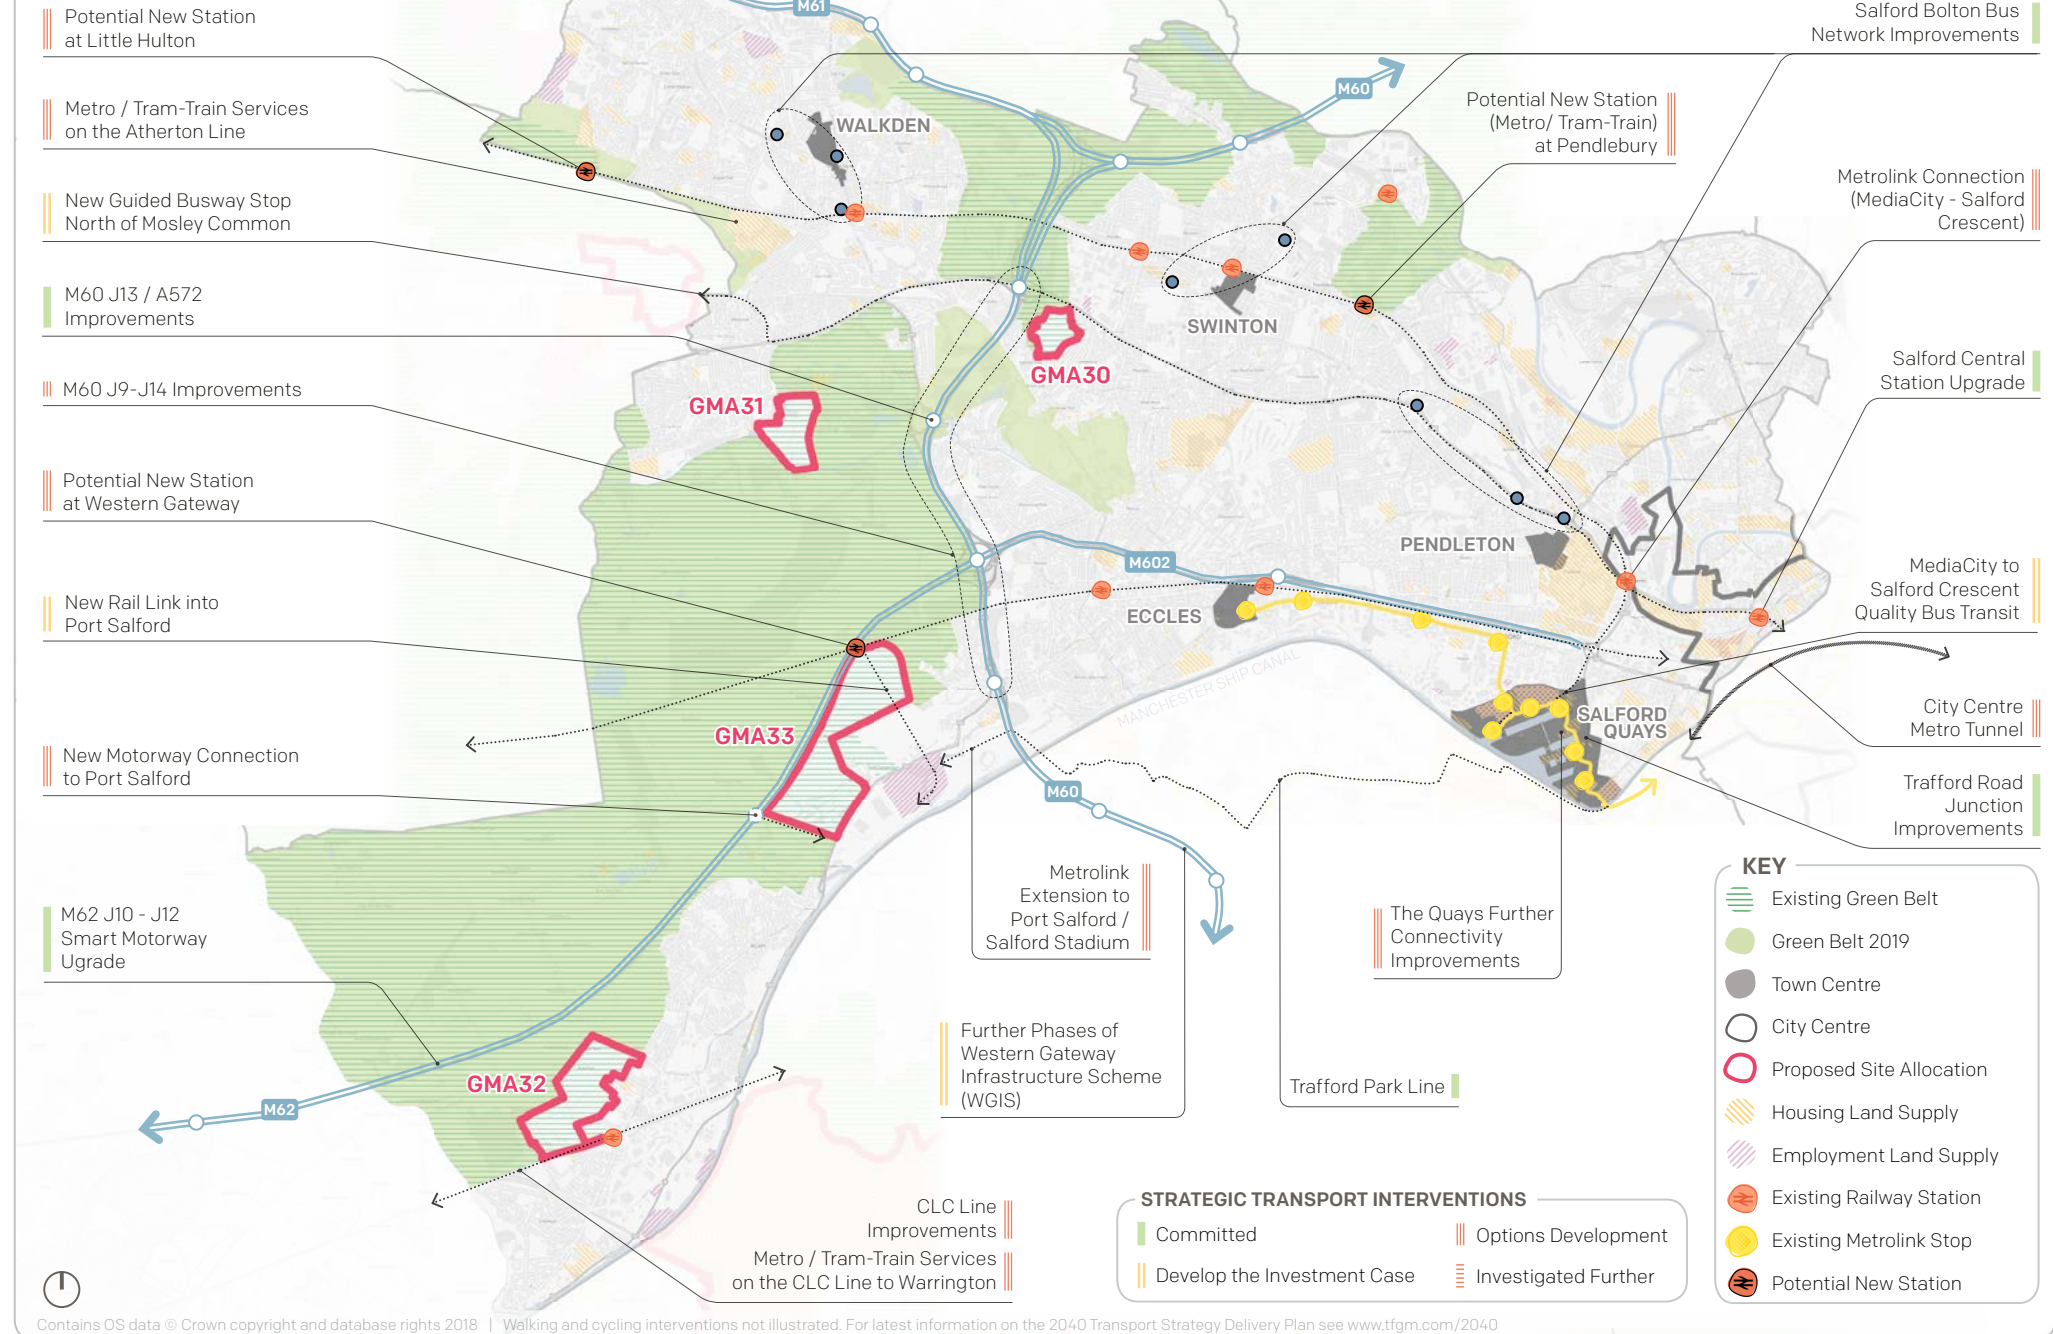 Potential New Station
at Little Hulton
Metro / Tram-Train Services
on the Atherton Line
New Guided Busway Stop
North of Mosley Common
M60 J13 / A572
Improvements
M60 J9-J14 Improvements
Potential New Station
at Western Gateway
New Rail Link into
Port Salford
New Motorway Connection
to Port Salford
M62 J10 - J12
Smart Motorway
Ugrade
M61
M60
WALKDEN
SWINTON
GMA30
GMA31
PENDLETON
M602
ECCLES
MANCHESTER SHIP CANAL
SALFORD
QUAYS
GMA33
M60
GMA32
M62
Salford Bolton Bus
Network Improvements
Potential New Station
(Metro/ Tram-Train)
at Pendlebury
Metrolink Connection
(MediaCity - Salford
Crescent)
Salford Central
Station Upgrade
MediaCity to
Salford Crescent
Quality Bus Transit
City Centre
Metro Tunnel
Trafford Road
Junction
Improvements
Metrolink
Extension to
Port Salford /
Salford Stadium
The Quays Further
Connectivity
Improvements
Further Phases of
Western Gateway
Infrastructure Scheme
(WGIS)
Trafford Park Line
CLC Line
Improvements
Metro / Tram-Train Services
on the CLC Line to Warrington
STRATEGIC TRANSPORT INTERVENTIONS
Committed
Options Development
Develop the Investment Case
Investigated Further
KEY
Existing Green Belt
Green Belt 2019
Town Centre
City Centre
Proposed Site Allocation
Housing Land Supply
Employment Land Supply
Existing Railway Station
Existing Metrolink Stop
Potential New Station
Contains OS data © Crown copyright and database rights 2018 | Walking and cycling interventions not illustrated. For latest information on the 2040 Transport Strategy Delivery Plan see www.tfgm.com/2040